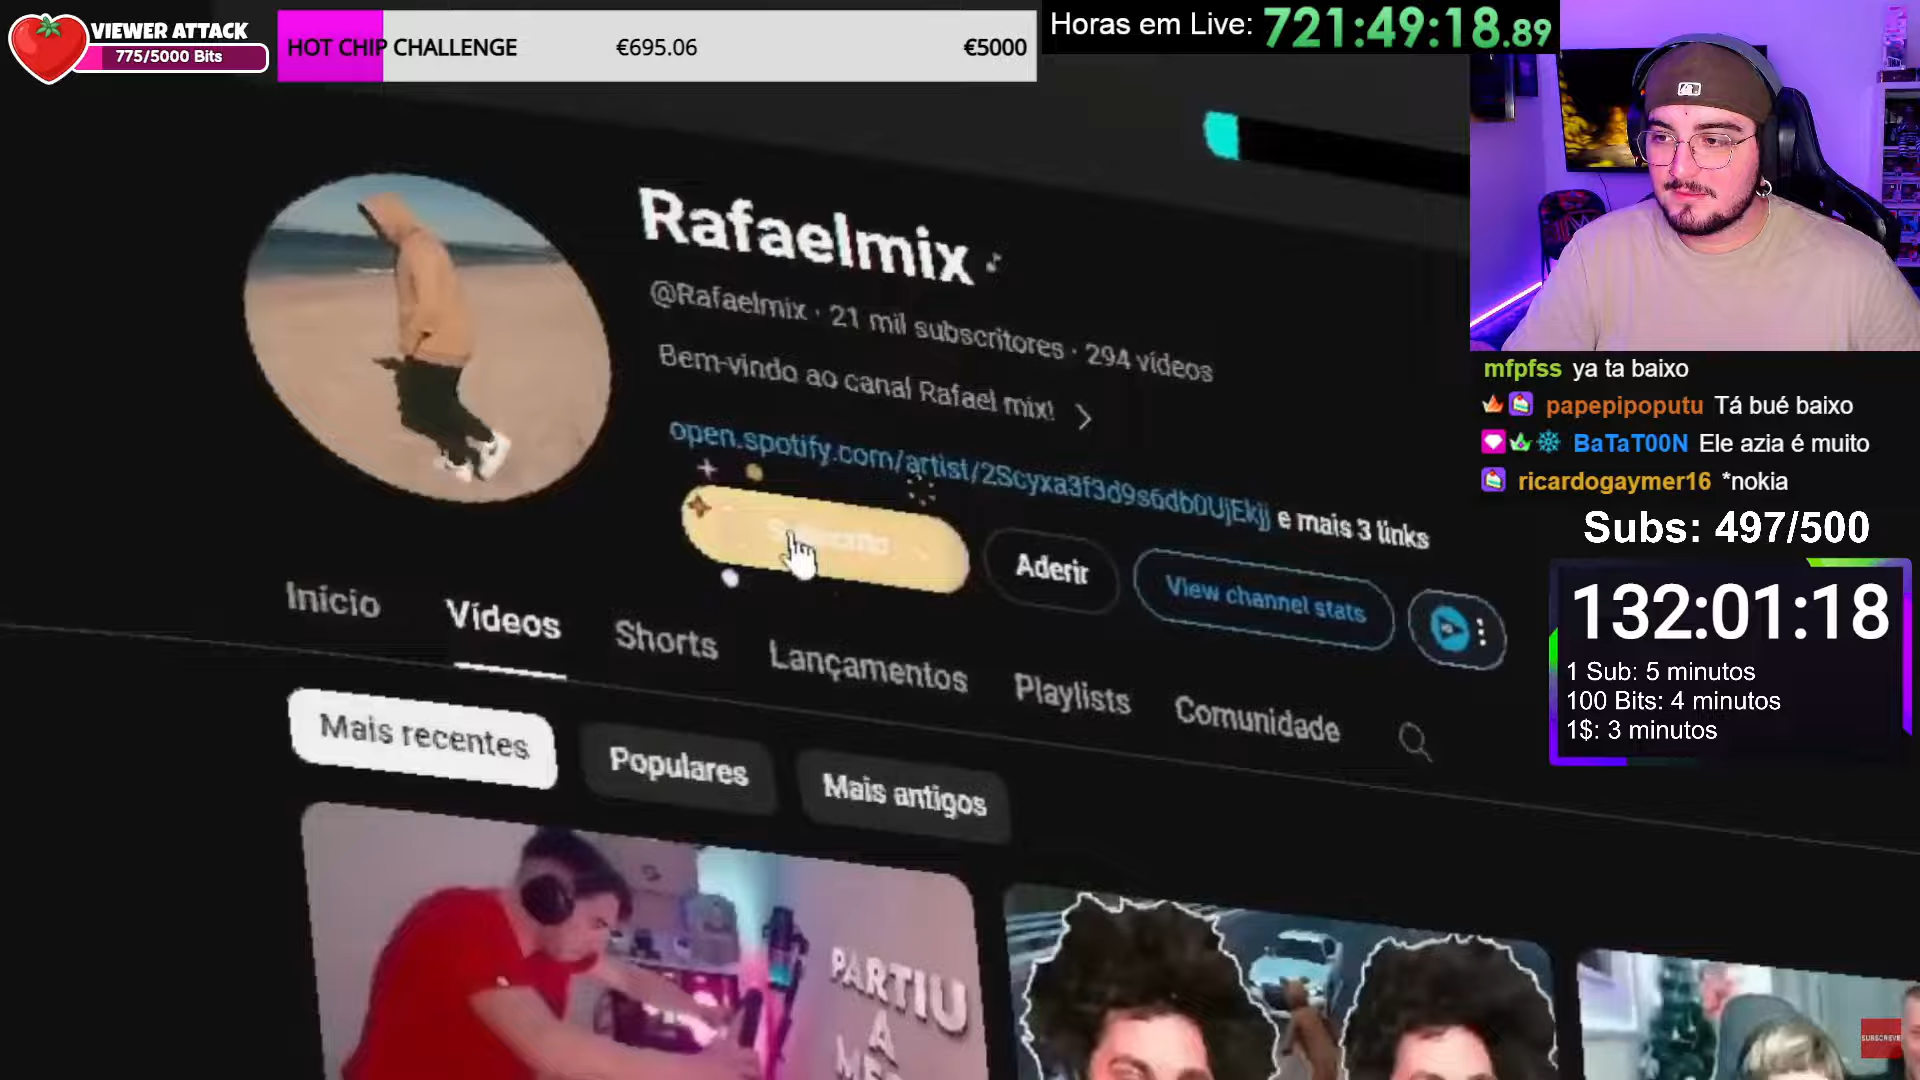 VIEWER ATTACK
775/5000 Bits
HOT CHIP CHALLENGE €695.06 €5000
Horas em Live: 721:49:18.89
Rafaelmix
@Rafaelmix · 21 mil subscritores · 294 vídeos
Bem-vindo ao canal Rafael mix!
open.spotify.com/artist/2Scyxa3f3d9s6db0UjEkjj e mais 3 links
Aderir
View channel stats
Início
Vídeos
Shorts
Lançamentos
Playlists
Comunidade
Mais recentes
Populares
Mais antigos
PARTIU
A
mfpfss ya ta baixo
papepipoputu Tá bué baixo
BaTaT00N Ele azia é muito
ricardogaymer16 *nokia
Subs: 497/500
132:01:18
1 Sub: 5 minutos
100 Bits: 4 minutos
1$: 3 minutos
SUBSCREVE